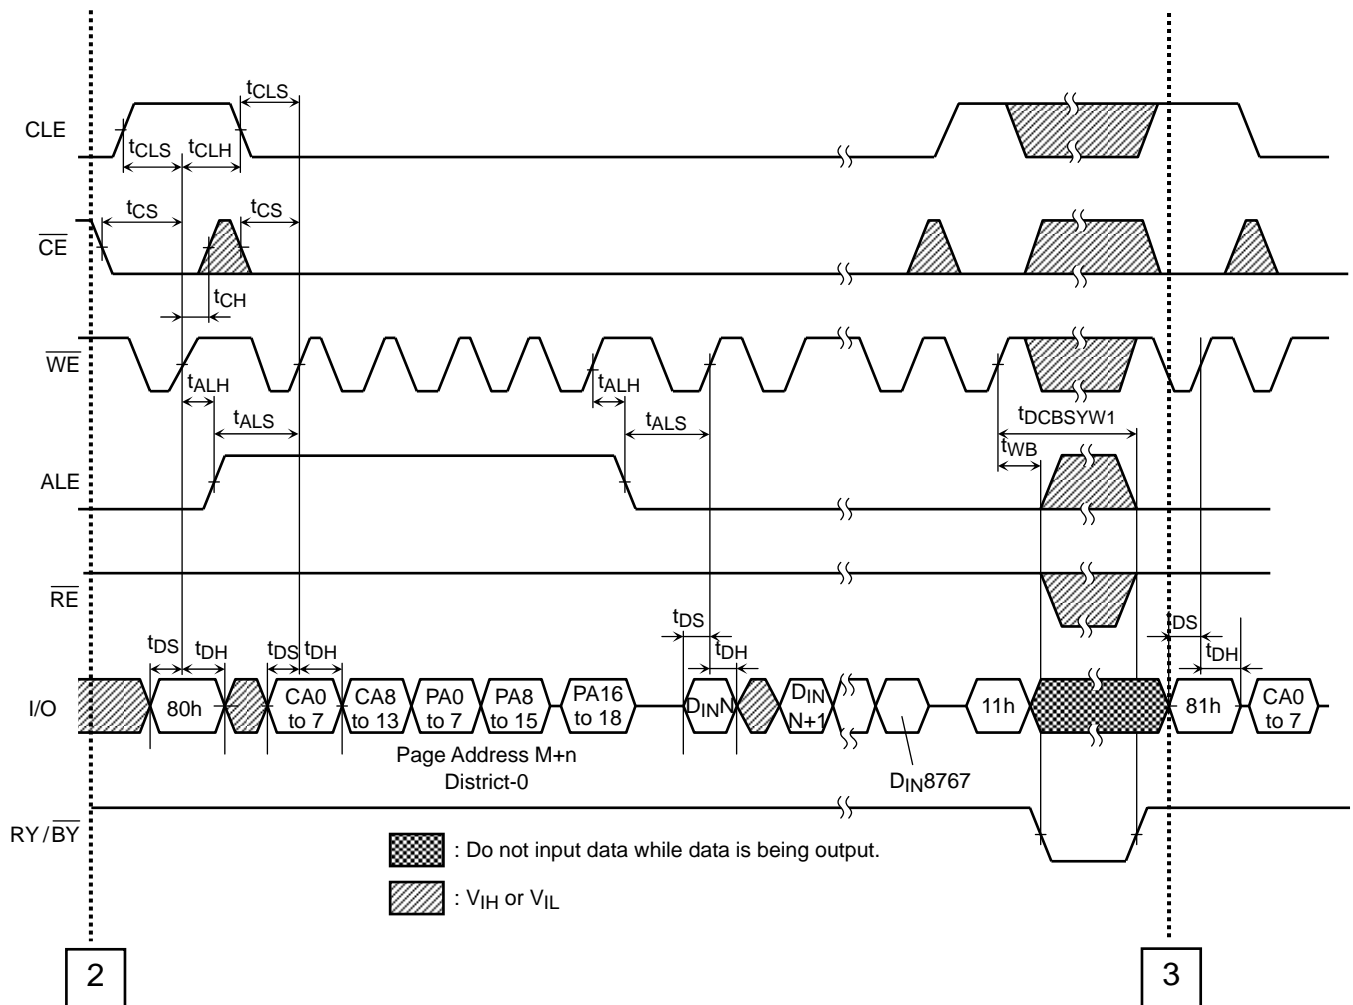 tCLS
CLE
tCLS
tCLH
tCS
tCS
CE
tCH
WE
tALH
tALH
tALS
tALS
tDCBSYW1
tWB
ALE
RE
tDS
tDH
tDS
tDH
tDS
tDH
tDS
tDH
I/O
80h
CA0
to 7
CA8
to 13
PA0
to 7
PA8
to 15
PA16
to 18
DINN
DIN
N+1
11h
81h
CA0
to 7
Page Address M+n
District-0
DIN8767
RY/BY
: Do not input data while data is being output.
: VIH or VIL
2
3